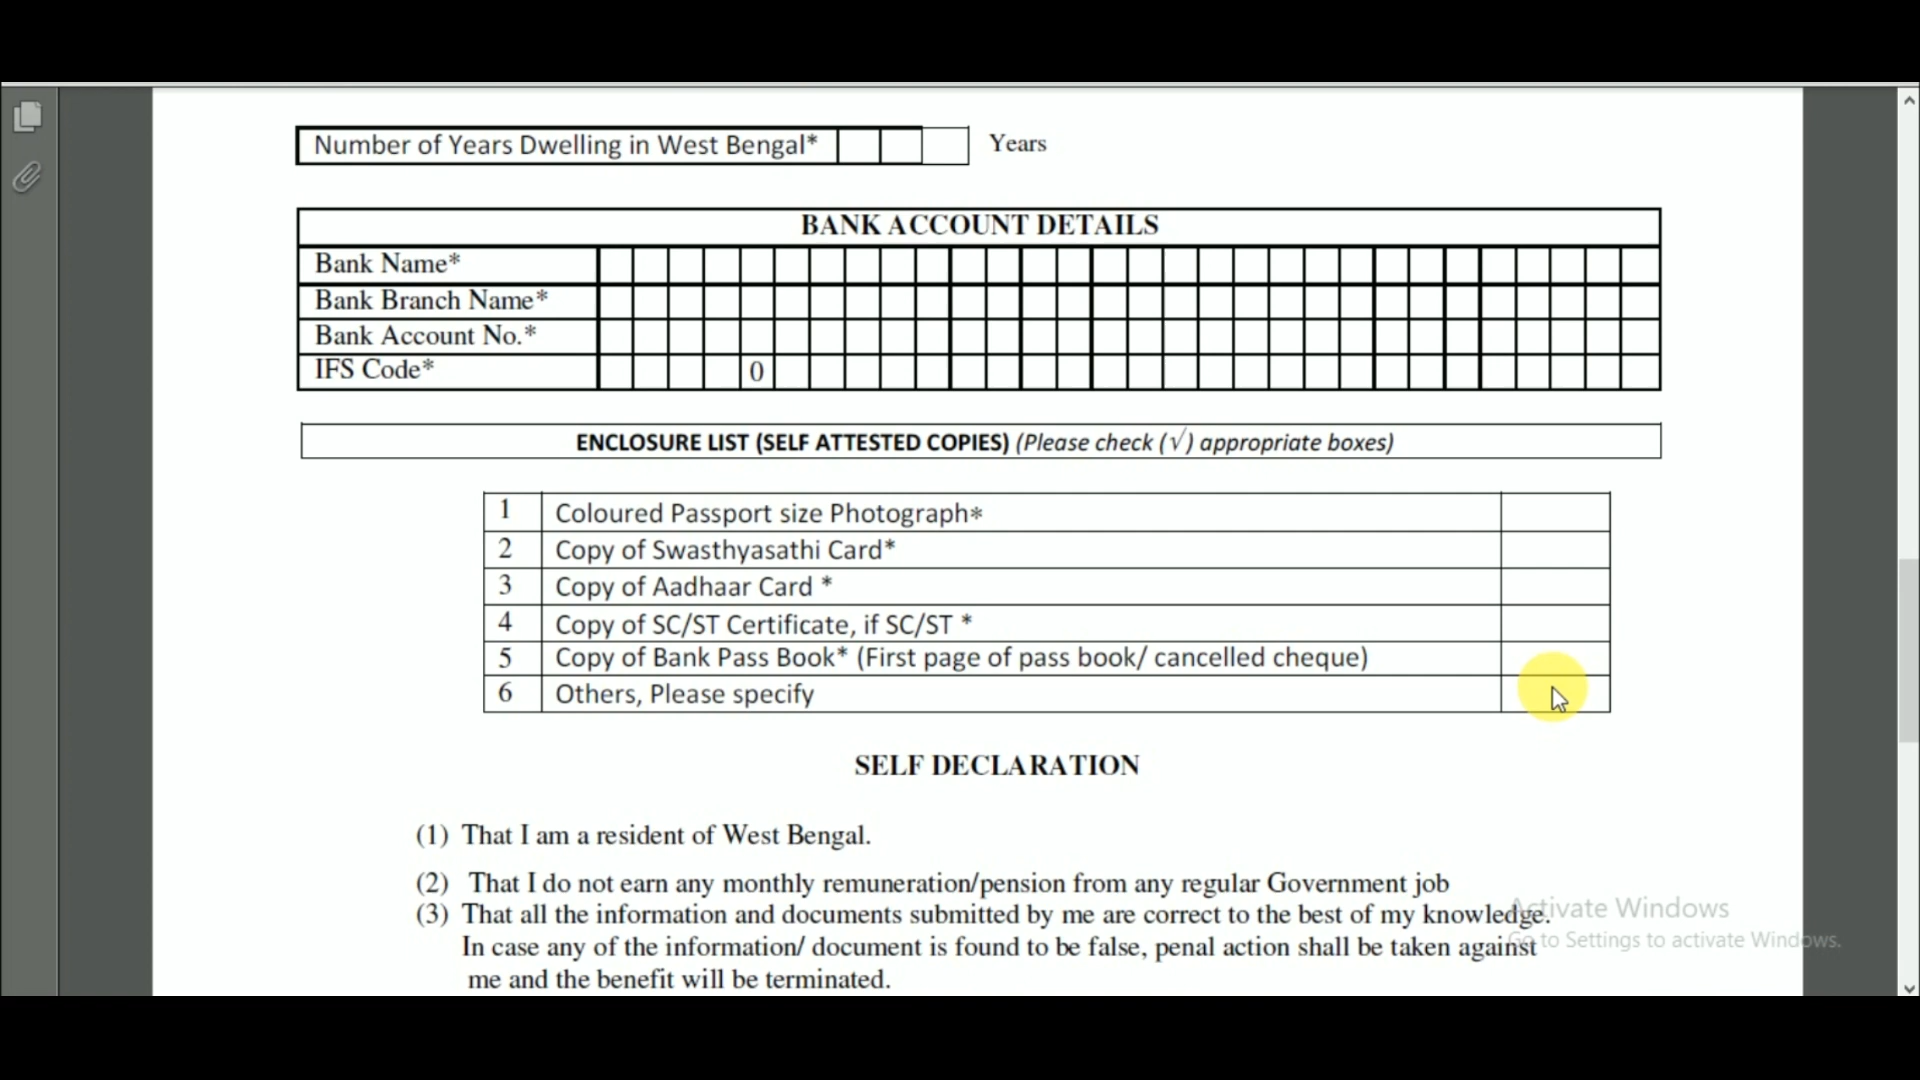 Number of Years Dwelling in West Bengal* Years
BANK ACCOUNT DETAILS
Bank Name*
Bank Branch Name*
Bank Account No.*
IFS Code* 0
ENCLOSURE LIST (SELF ATTESTED COPIES) (Please check (√) appropriate boxes)
1 Coloured Passport size Photograph*
2 Copy of Swasthyasathi Card*
3 Copy of Aadhaar Card *
4 Copy of SC/ST Certificate, if SC/ST *
5 Copy of Bank Pass Book* (First page of pass book/ cancelled cheque)
6 Others, Please specify
SELF DECLARATION
(1) That I am a resident of West Bengal.
(2) That I do not earn any monthly remuneration/pension from any regular Government job
(3) That all the information and documents submitted by me are correct to the best of my knowledge.
In case any of the information/ document is found to be false, penal action shall be taken against
me and the benefit will be terminated.
Activate Windows
Go to Settings to activate Windows.